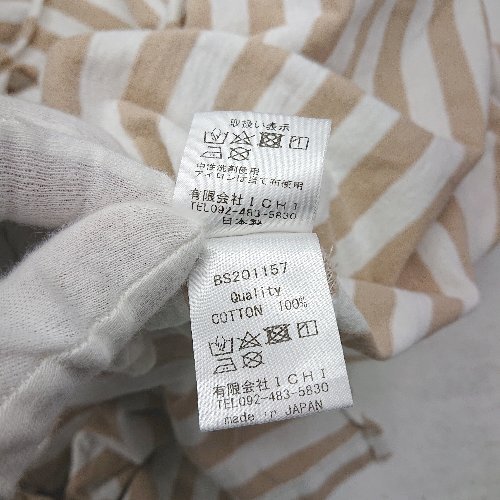 取扱い表示
中性洗剤使用
アイロンは当て布使用
有限会社ICHI
TEL092-483-5830
日本製
BS201157
Quality
COTTON 100%
有限会社ICHI
TEL092-483-5830
made in JAPAN